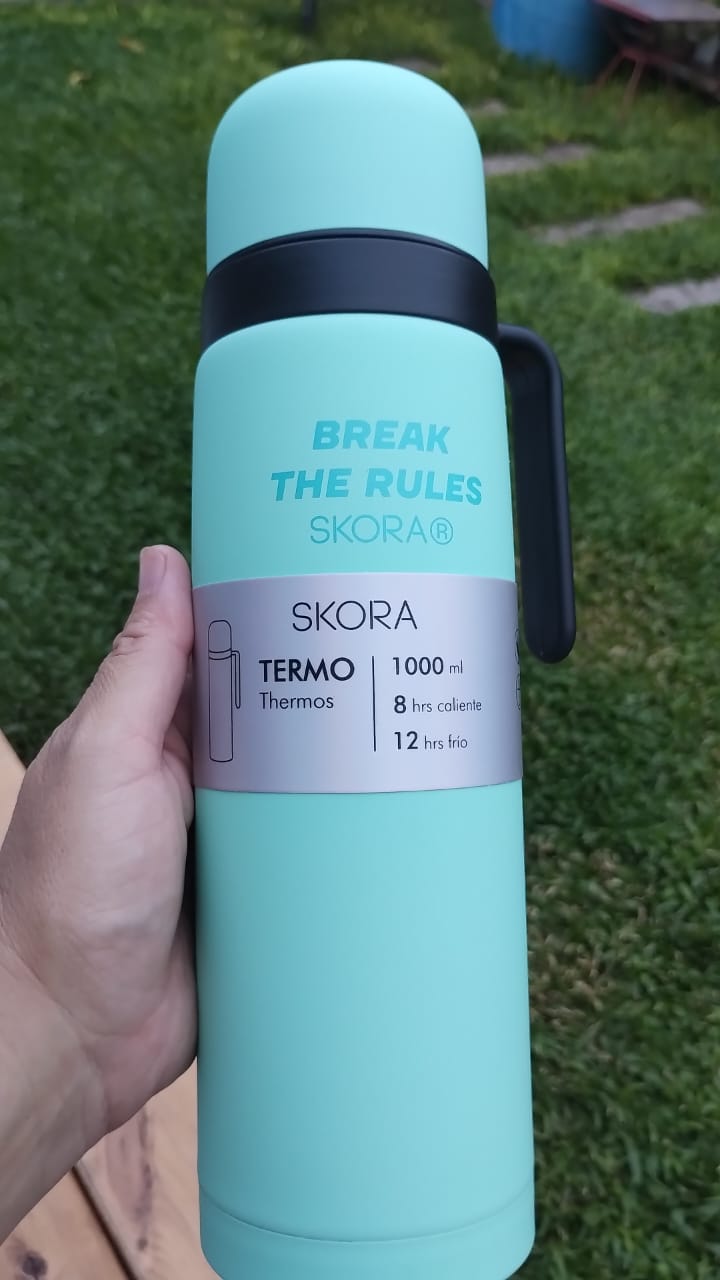 BREAK
THE RULES
SKORA®
SKORA
TERMO
Thermos
1000 ml
8 hrs caliente
12 hrs frío